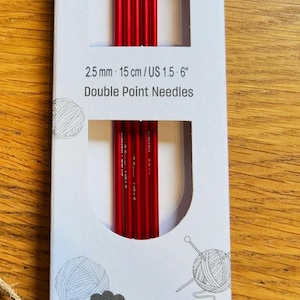 2.5 mm · 15 cm / US 1.5 · 6"
Double Point Needles